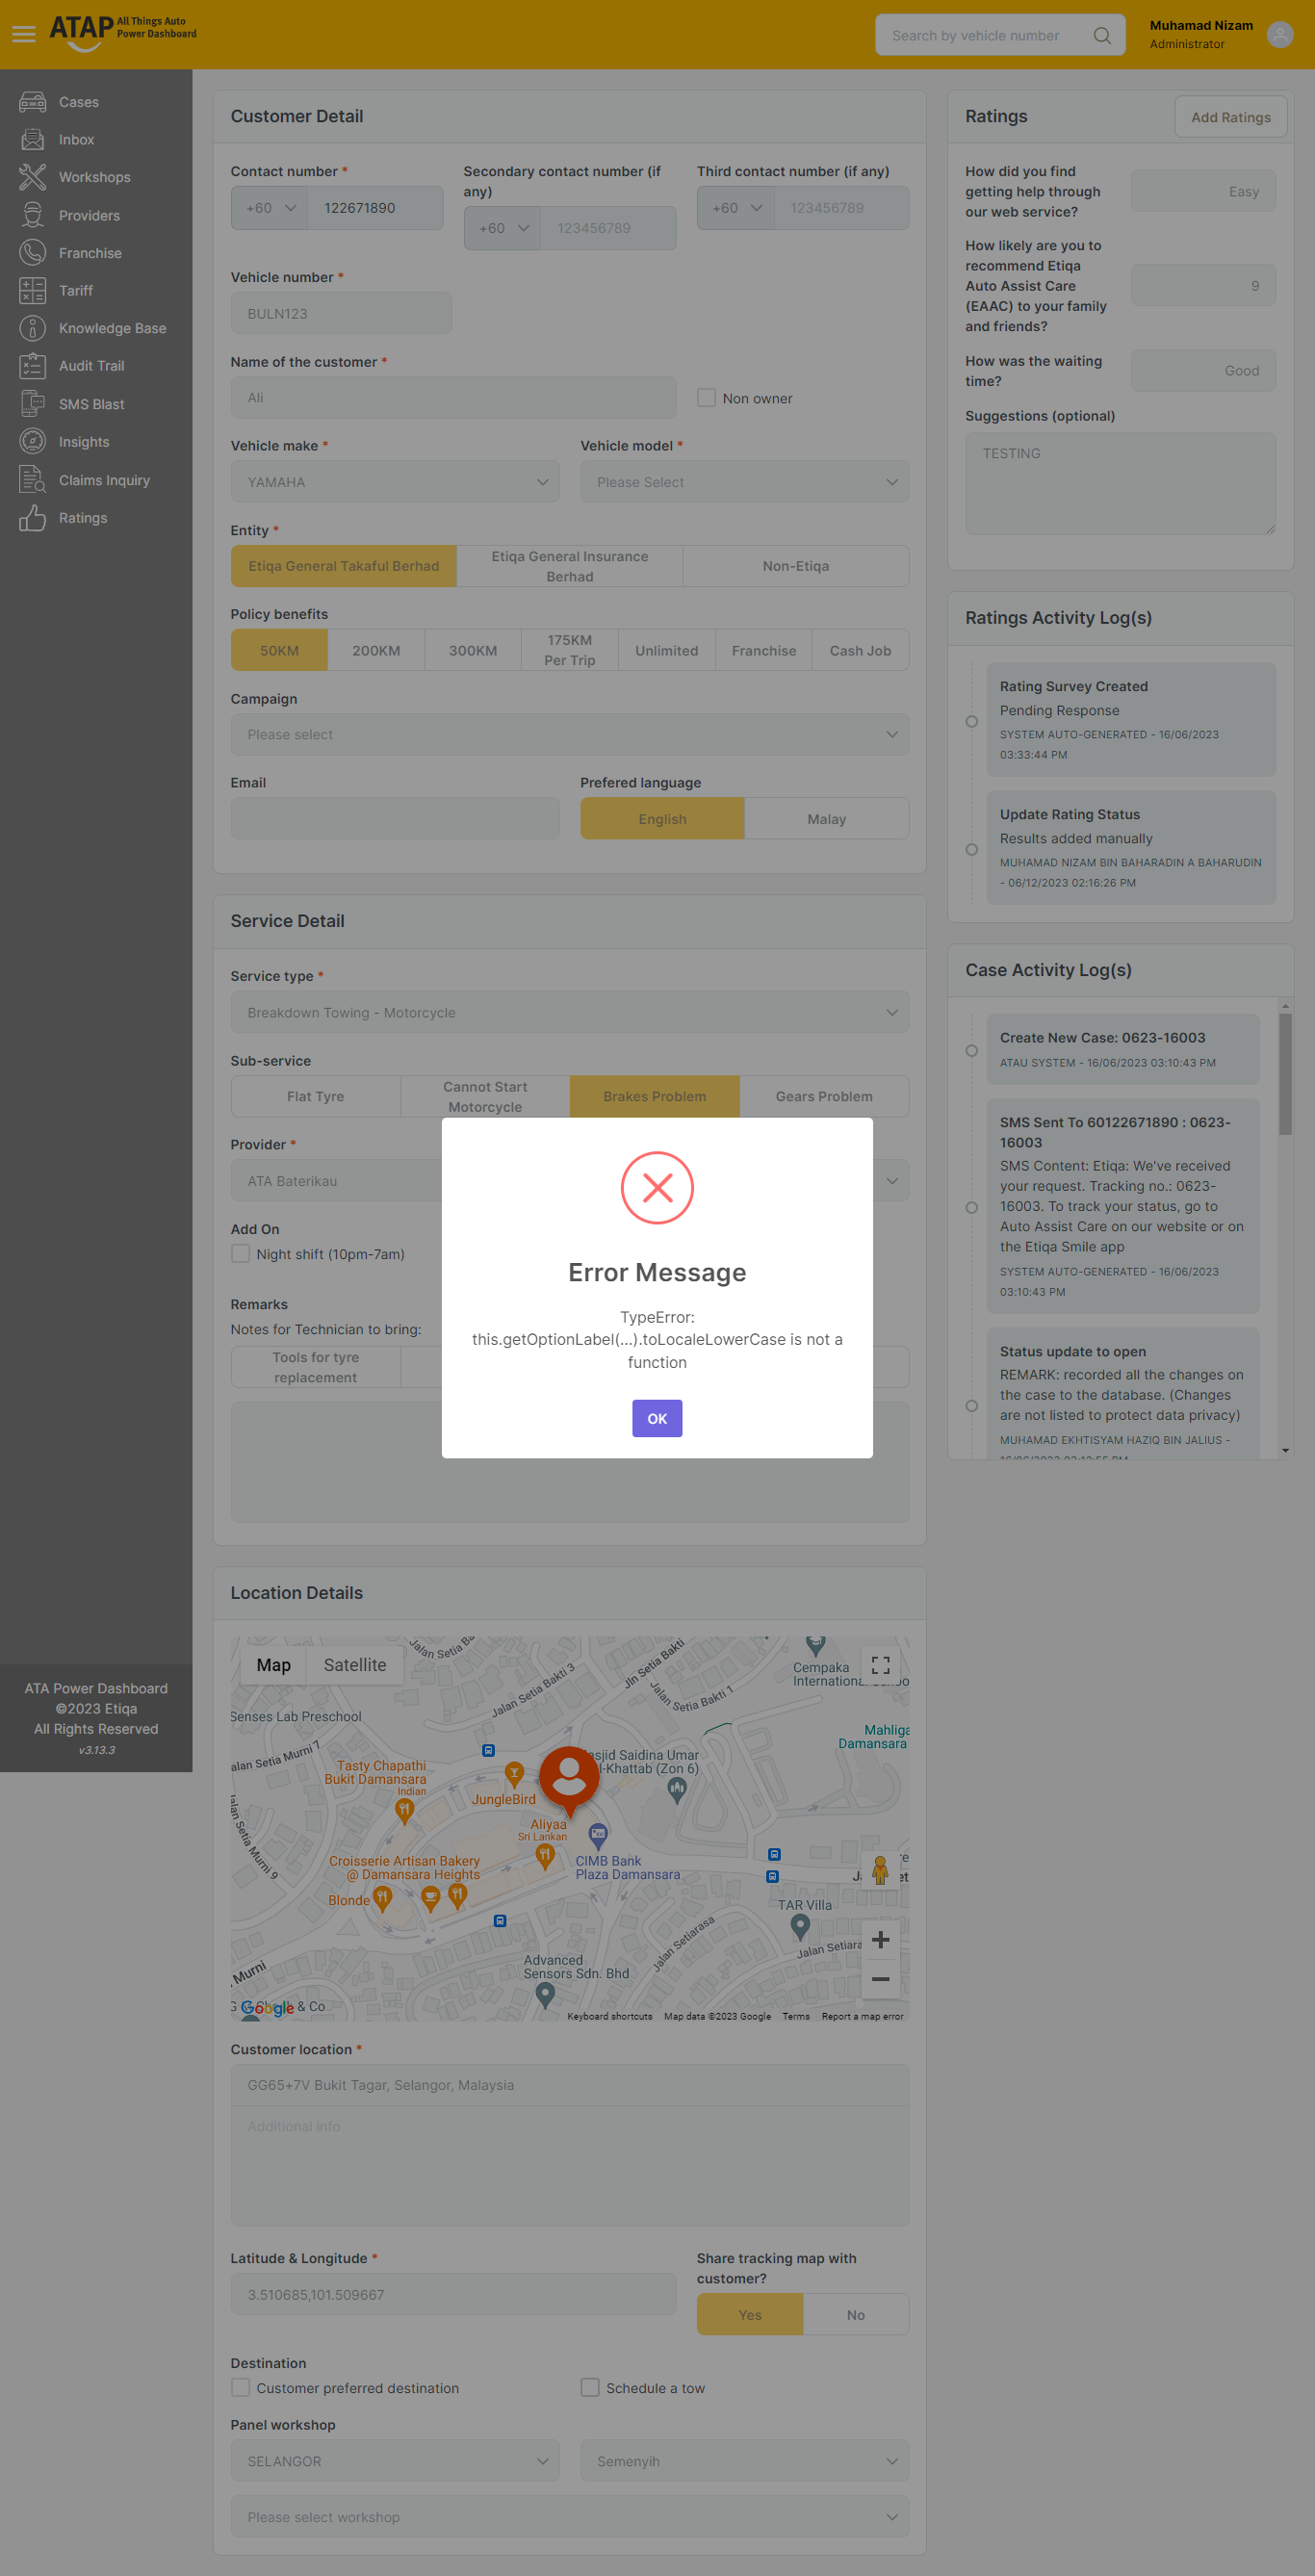 ATAP All Things Auto
Power Dashboard
Search by vehicle number
Muhamad Nizam
Administrator
Cases
Inbox
Workshops
Providers
Franchise
Tariff
Knowledge Base
Audit Trail
SMS Blast
Insights
Claims Inquiry
Ratings
ATA Power Dashboard
©2023 Etiqa
All Rights Reserved
v3.13.3
Customer Detail
Contact number *
+60 122671890
Secondary contact number (if
any)
+60 123456789
Third contact number (if any)
+60 123456789
Vehicle number *
BULN123
Name of the customer *
Ali
Non owner
Vehicle make *
YAMAHA
Vehicle model *
Please Select
Entity *
Etiqa General Takaful Berhad
Etiqa General Insurance
Berhad
Non-Etiqa
Policy benefits
50KM
200KM
300KM
175KM
Per Trip
Unlimited
Franchise
Cash Job
Campaign
Please select
Email
Prefered language
English
Malay
Service Detail
Service type *
Breakdown Towing - Motorcycle
Sub-service
Flat Tyre
Cannot Start
Motorcycle
Brakes Problem
Gears Problem
Provider *
ATA Baterikau
Add On
Night shift (10pm-7am)
Remarks
Notes for Technician to bring:
Tools for tyre
replacement
Error Message
TypeError:
this.getOptionLabel(...).toLocaleLowerCase is not a
function
OK
Location Details
Map
Satellite
Jalan Setia Ba
Jalan Setia Bakti 3
Jln Setia Bakti
Jalan Setia Bakti 1
Cempaka
International
Senses Lab Preschool
Mahliga
Damansara
alan Setia Murni 7
Tasty Chapathi
Bukit Damansara
Indian
JungleBird
asjid Saidina Umar
l-Khattab (Zon 6)
Aliyaa
Sri Lankan
Croisserie Artisan Bakery
@ Damansara Heights
CIMB Bank
Plaza Damansara
Blonde
Jalan Setia Murni 9
TAR Villa
Jalan Setiarasa
Jalan Setiara
Advanced
Sensors Sdn. Bhd
Murni
& Co
Google
Keyboard shortcuts
Map data ©2023 Google
Terms
Report a map error
Customer location *
GG65+7V Bukit Tagar, Selangor, Malaysia
Additional info
Latitude & Longitude *
3.510685,101.509667
Share tracking map with
customer?
Yes
No
Destination
Customer preferred destination
Schedule a tow
Panel workshop
SELANGOR
Semenyih
Please select workshop
Ratings
Add Ratings
How did you find
getting help through
our web service?
Easy
How likely are you to
recommend Etiqa
Auto Assist Care
(EAAC) to your family
and friends?
9
How was the waiting
time?
Good
Suggestions (optional)
TESTING
Ratings Activity Log(s)
Rating Survey Created
Pending Response
SYSTEM AUTO-GENERATED - 16/06/2023
03:33:44 PM
Update Rating Status
Results added manually
MUHAMAD NIZAM BIN BAHARADIN A BAHARUDIN
- 06/12/2023 02:16:26 PM
Case Activity Log(s)
Create New Case: 0623-16003
ATAU SYSTEM - 16/06/2023 03:10:43 PM
SMS Sent To 60122671890 : 0623-
16003
SMS Content: Etiqa: We've received
your request. Tracking no.: 0623-
16003. To track your status, go to
Auto Assist Care on our website or on
the Etiqa Smile app
SYSTEM AUTO-GENERATED - 16/06/2023
03:10:43 PM
Status update to open
REMARK: recorded all the changes on
the case to the database. (Changes
are not listed to protect data privacy)
MUHAMAD EKHTISYAM HAZIQ BIN JALIUS -